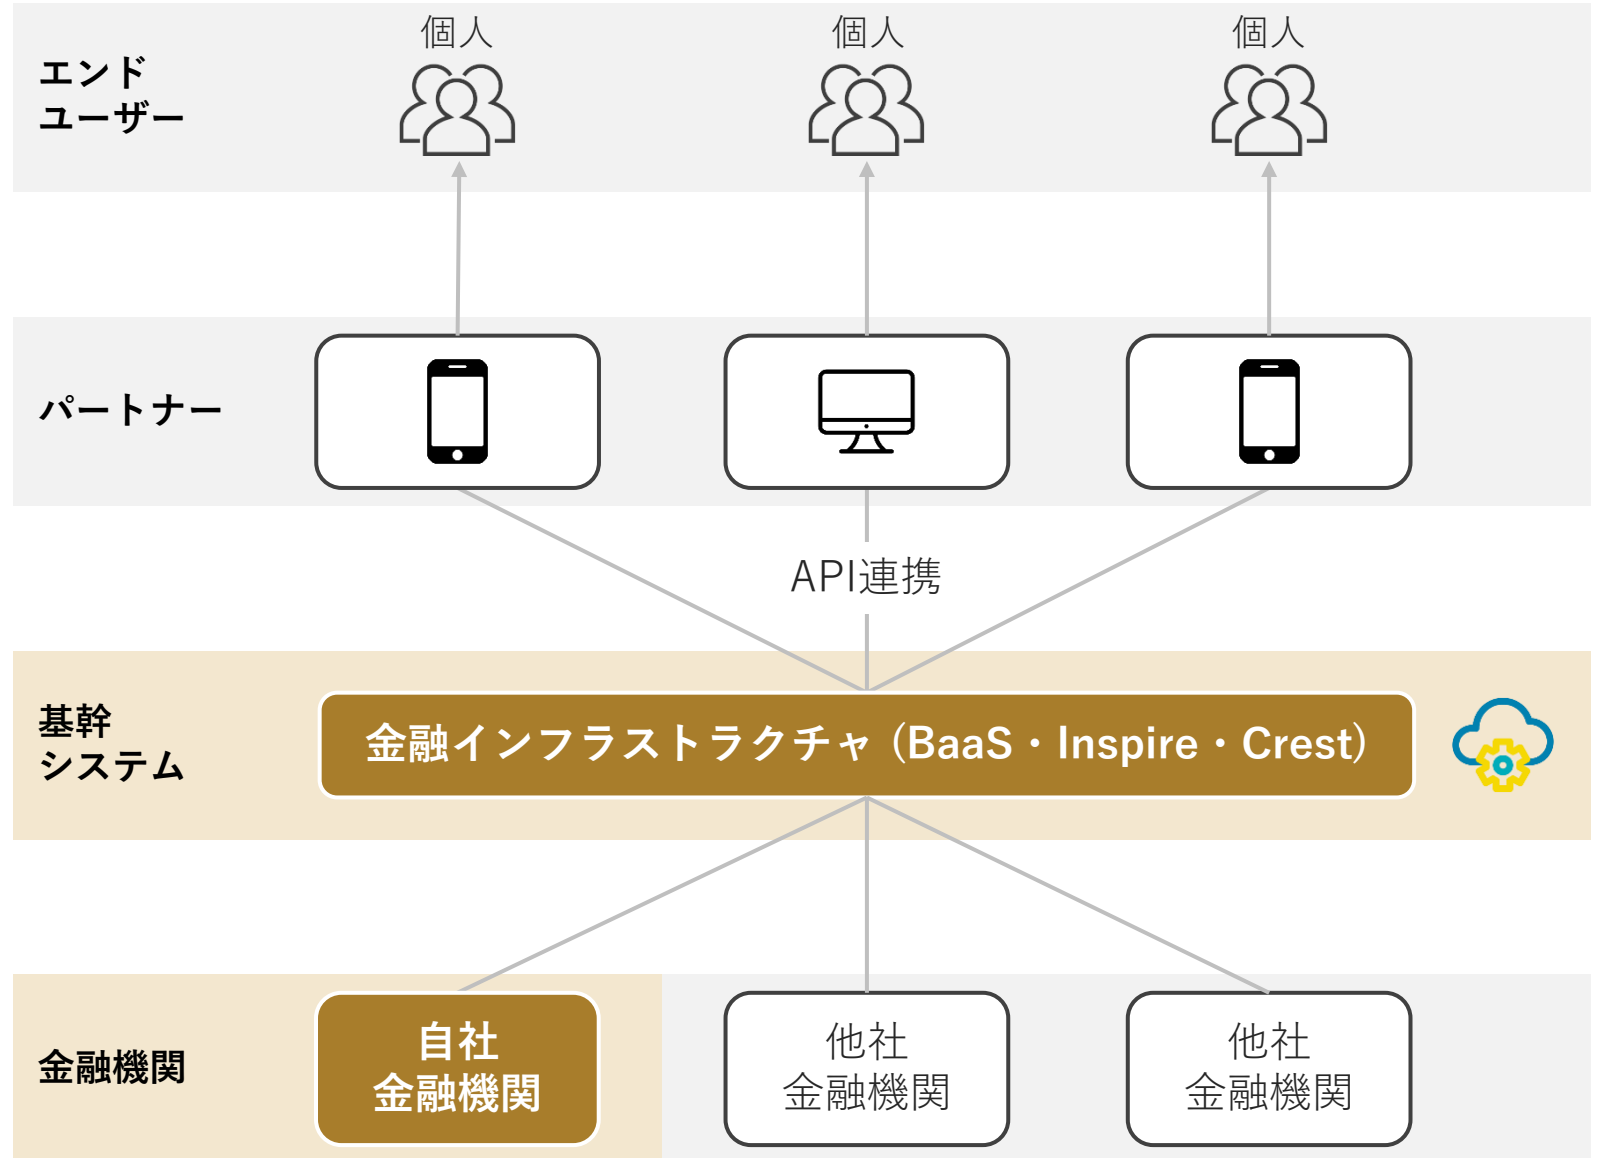 エンド
ユーザー
個人
個人
個人
パートナー
API連携
基幹
システム
金融インフラストラクチャ (BaaS・Inspire・Crest)
金融機関
自社
金融機関
他社
金融機関
他社
金融機関